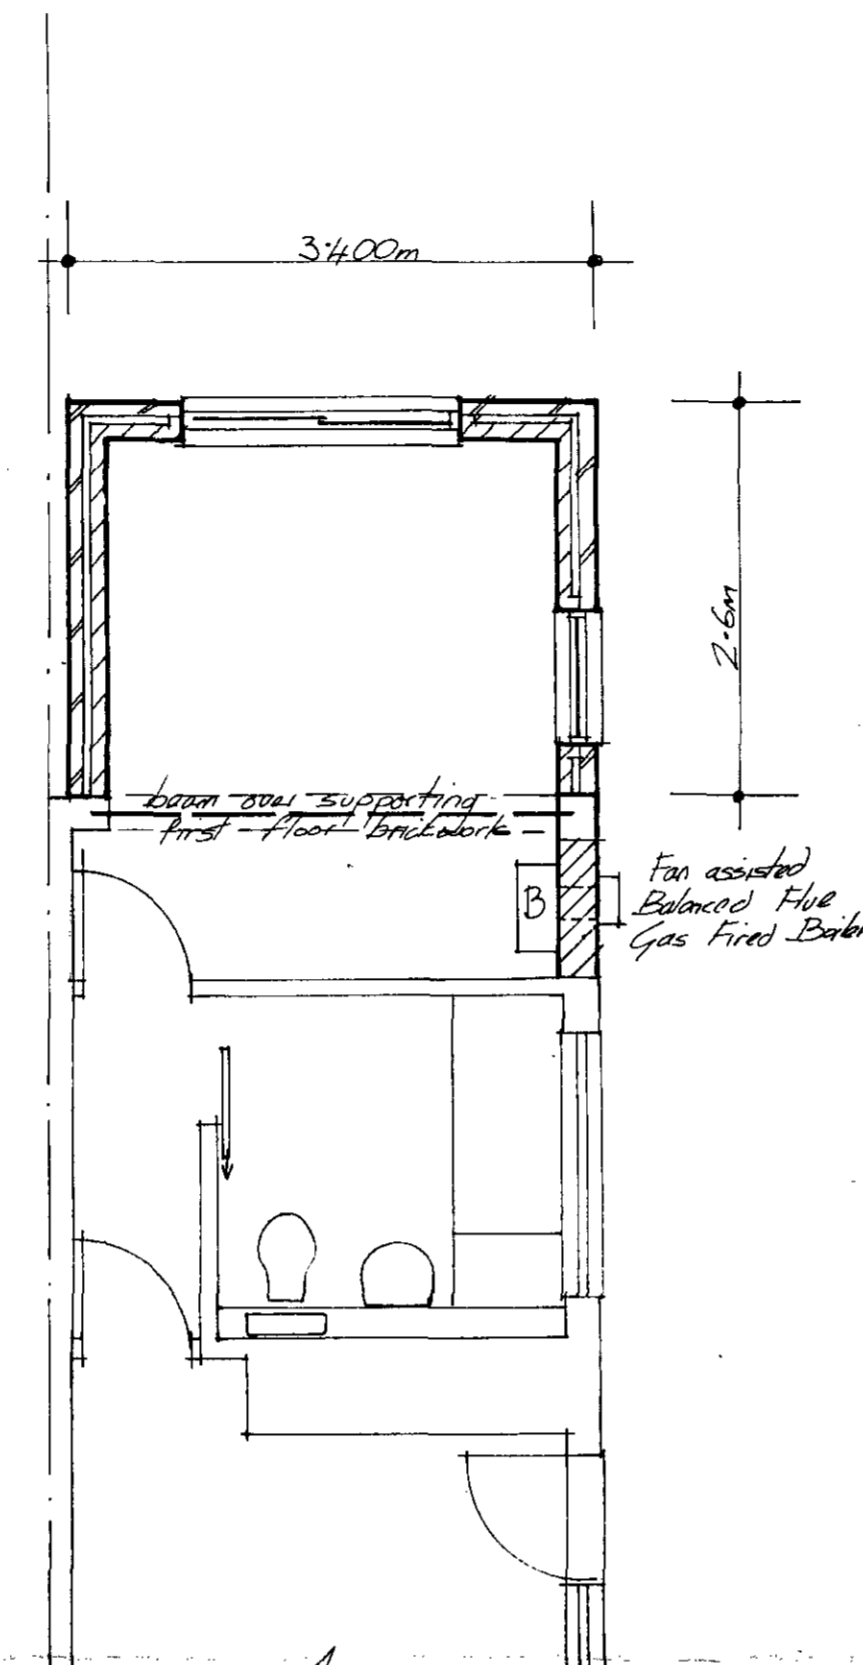 3·400m
2·6m
beam over supporting
first floor brickwork
B
Fan assisted
Balanced Flue
Gas Fired Boiler